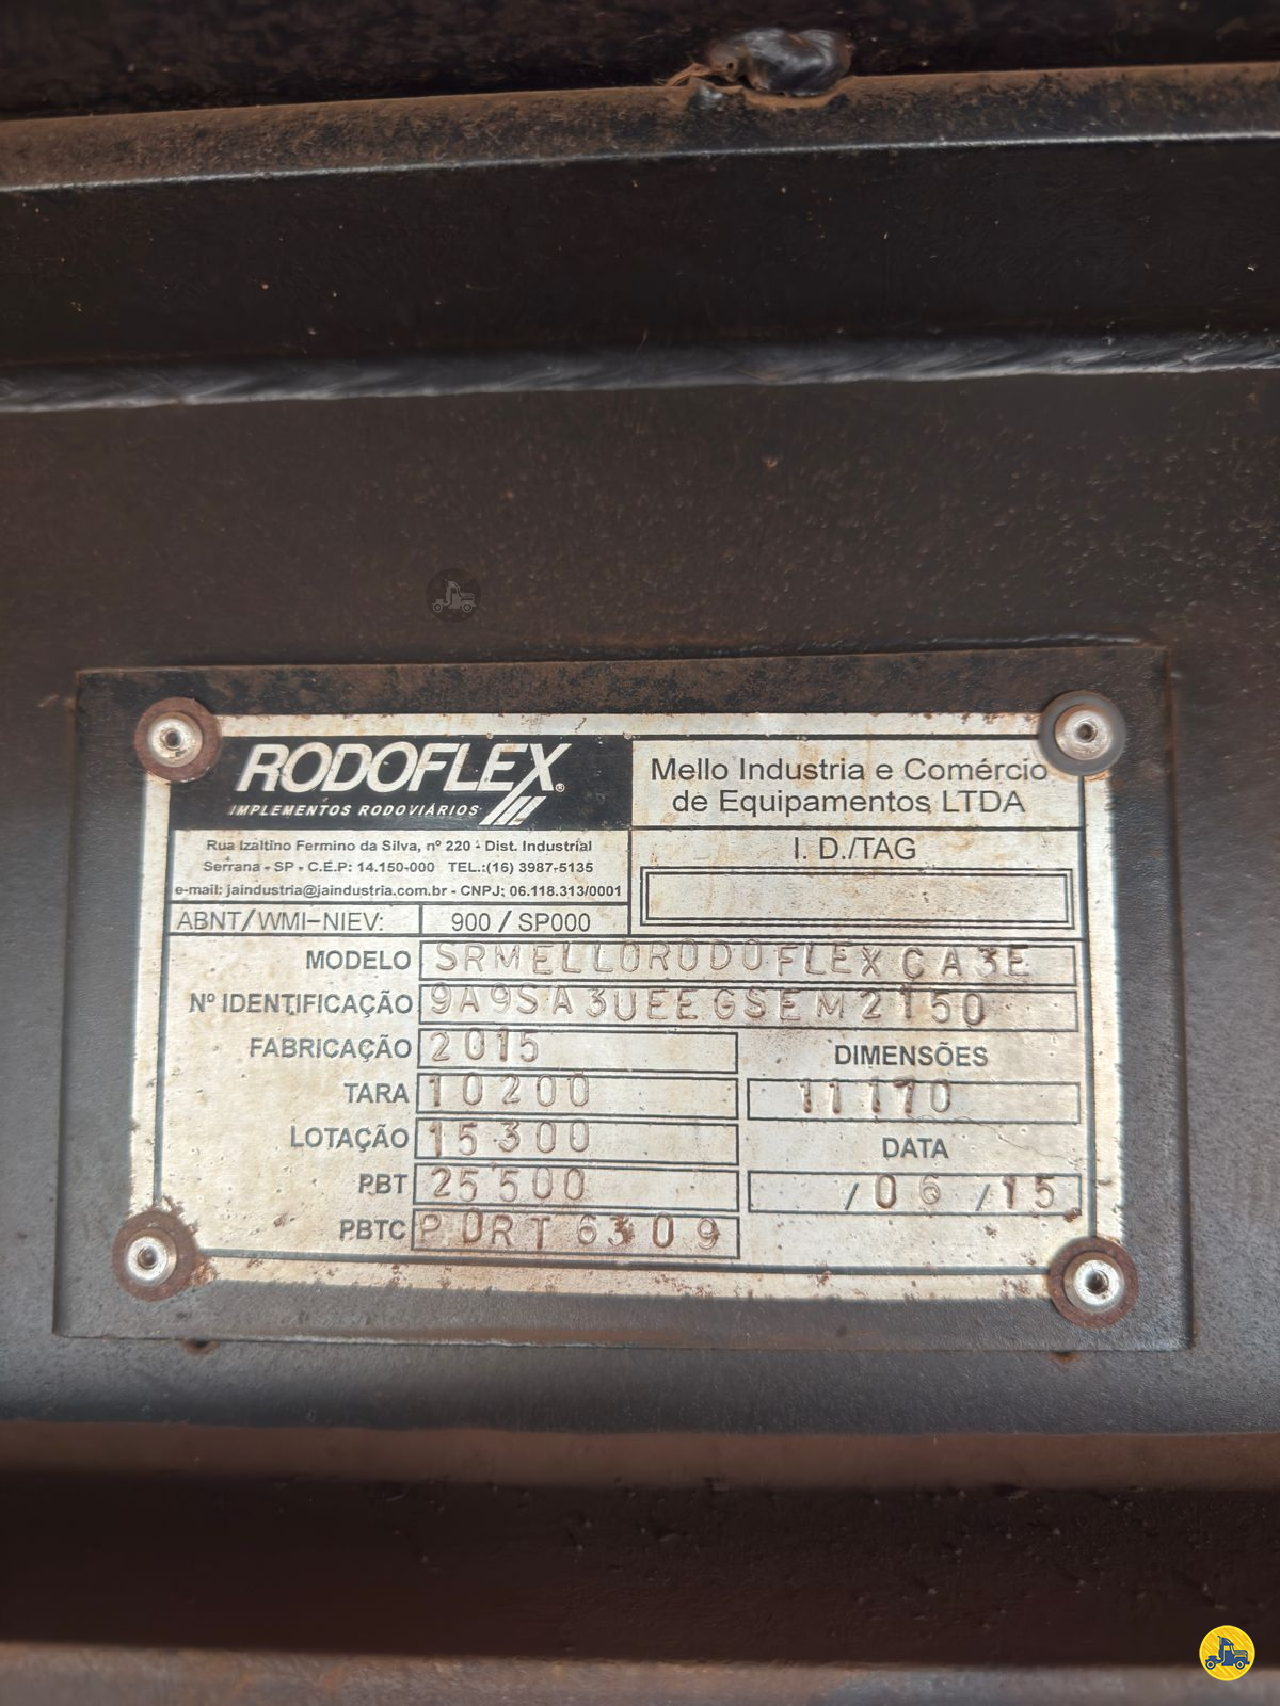 RODOFLEX
IMPLEMENTOS RODOVIÁRIOS
Mello Industria e Comércio
de Equipamentos LTDA
Rua Izaltino Fermino da Silva, nº 220 - Dist. Industrial
Serrana - SP - C.E.P: 14.150-000 TEL.:(16) 3987-5135
e-mail: jaindustria@jaindustria.com.br - CNPJ: 06.118.313/0001
I. D./TAG
ABNT/WMI-NIEV: 900 / SP000
MODELO SRMELLORODOFLEX CA3E
Nº IDENTIFICAÇÃO 9A9SA3UEEGSEM2150
FABRICAÇÃO 2015
DIMENSÕES
TARA 10200
11170
LOTAÇÃO 15300
DATA
PBT 25500
/06 /15
PBTC PORT6309